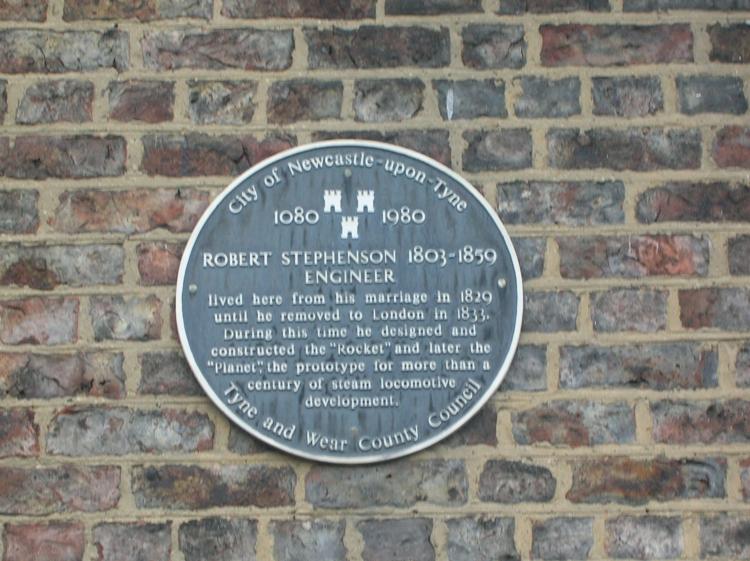 City of Newcastle-upon-Tyne
1080 1980
ROBERT STEPHENSON 1803-1859
ENGINEER
lived here from his marriage in 1829
until he removed to London in 1833.
During this time he designed and
constructed the "Rocket" and later the
"Planet", the prototype for more than a
century of steam locomotive
development.
Tyne and Wear County Council